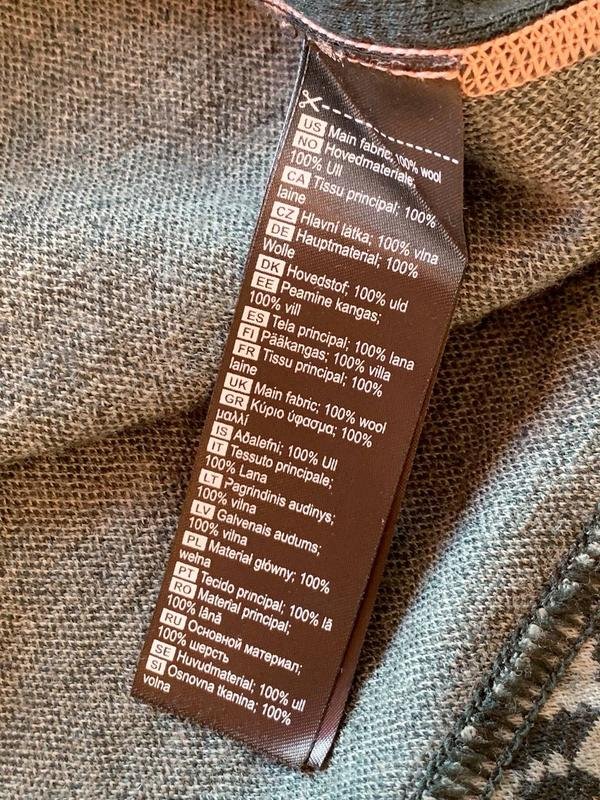 US Main fabric; 100% wool
NO Hovedmateriale;
100% Ull
CA Tissu principal; 100%
laine
CZ Hlavní látka; 100% vlna
DE Hauptmaterial; 100%
Wolle
DK Hovedstof; 100% uld
EE Peamine kangas;
100% vill
ES Tela principal; 100% lana
FI Pääkangas; 100% villa
FR Tissu principal; 100%
laine
UK Main fabric; 100% wool
GR Κύριο ύφασμα; 100%
μαλλί
IS Aðalefni; 100% Ull
IT Tessuto principale;
100% Lana
LT Pagrindinis audinys;
100% vilna
LV Galvenais audums;
100% vilna
PL Materiał główny; 100%
wełna
PT Tecido principal; 100% lã
RO Material principal;
100% lână
RU Основной материал;
100% шерсть
SE Huvudmaterial; 100% ull
SI Osnovna tkanina; 100%
volna